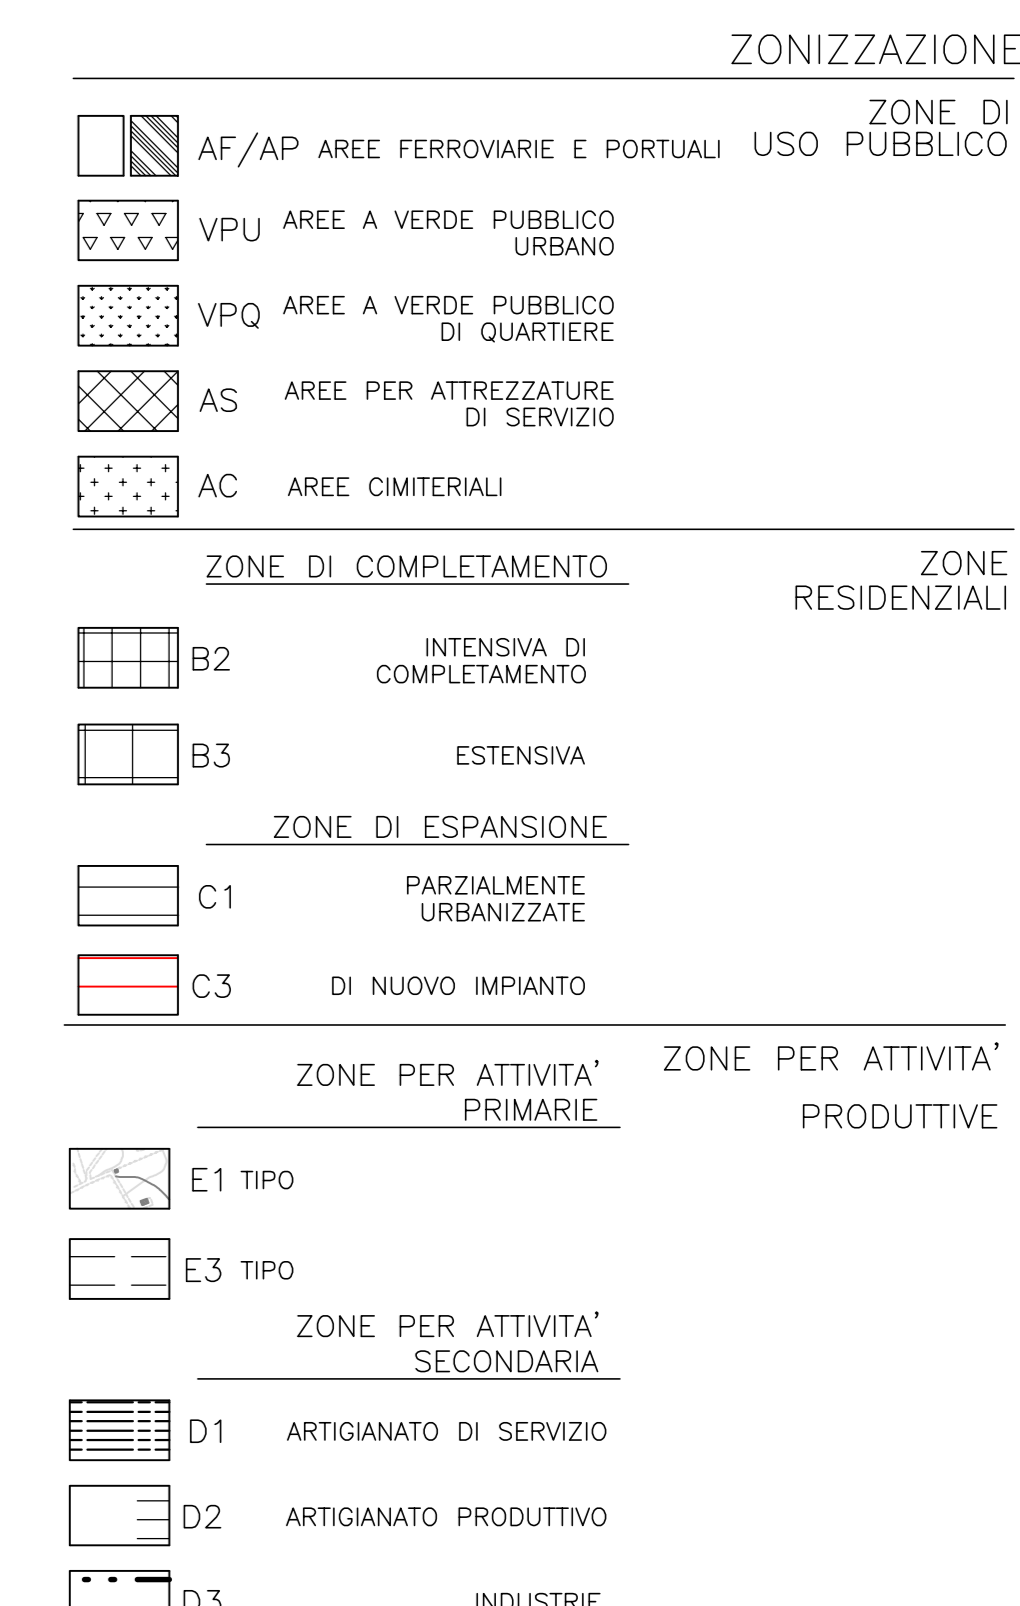 ZONIZZAZIONE
ZONE DI
USO PUBBLICO
AF/AP AREE FERROVIARIE E PORTUALI
VPU AREE A VERDE PUBBLICO
URBANO
VPQ AREE A VERDE PUBBLICO
DI QUARTIERE
AS AREE PER ATTREZZATURE
DI SERVIZIO
AC AREE CIMITERIALI
ZONE
RESIDENZIALI
ZONE DI COMPLETAMENTO
B2 INTENSIVA DI
COMPLETAMENTO
B3 ESTENSIVA
ZONE DI ESPANSIONE
C1 PARZIALMENTE
URBANIZZATE
C3 DI NUOVO IMPIANTO
ZONE PER ATTIVITA'
PRODUTTIVE
ZONE PER ATTIVITA'
PRIMARIE
E1 TIPO
E3 TIPO
ZONE PER ATTIVITA'
SECONDARIA
D1 ARTIGIANATO DI SERVIZIO
D2 ARTIGIANATO PRODUTTIVO
D3 INDUSTRIE